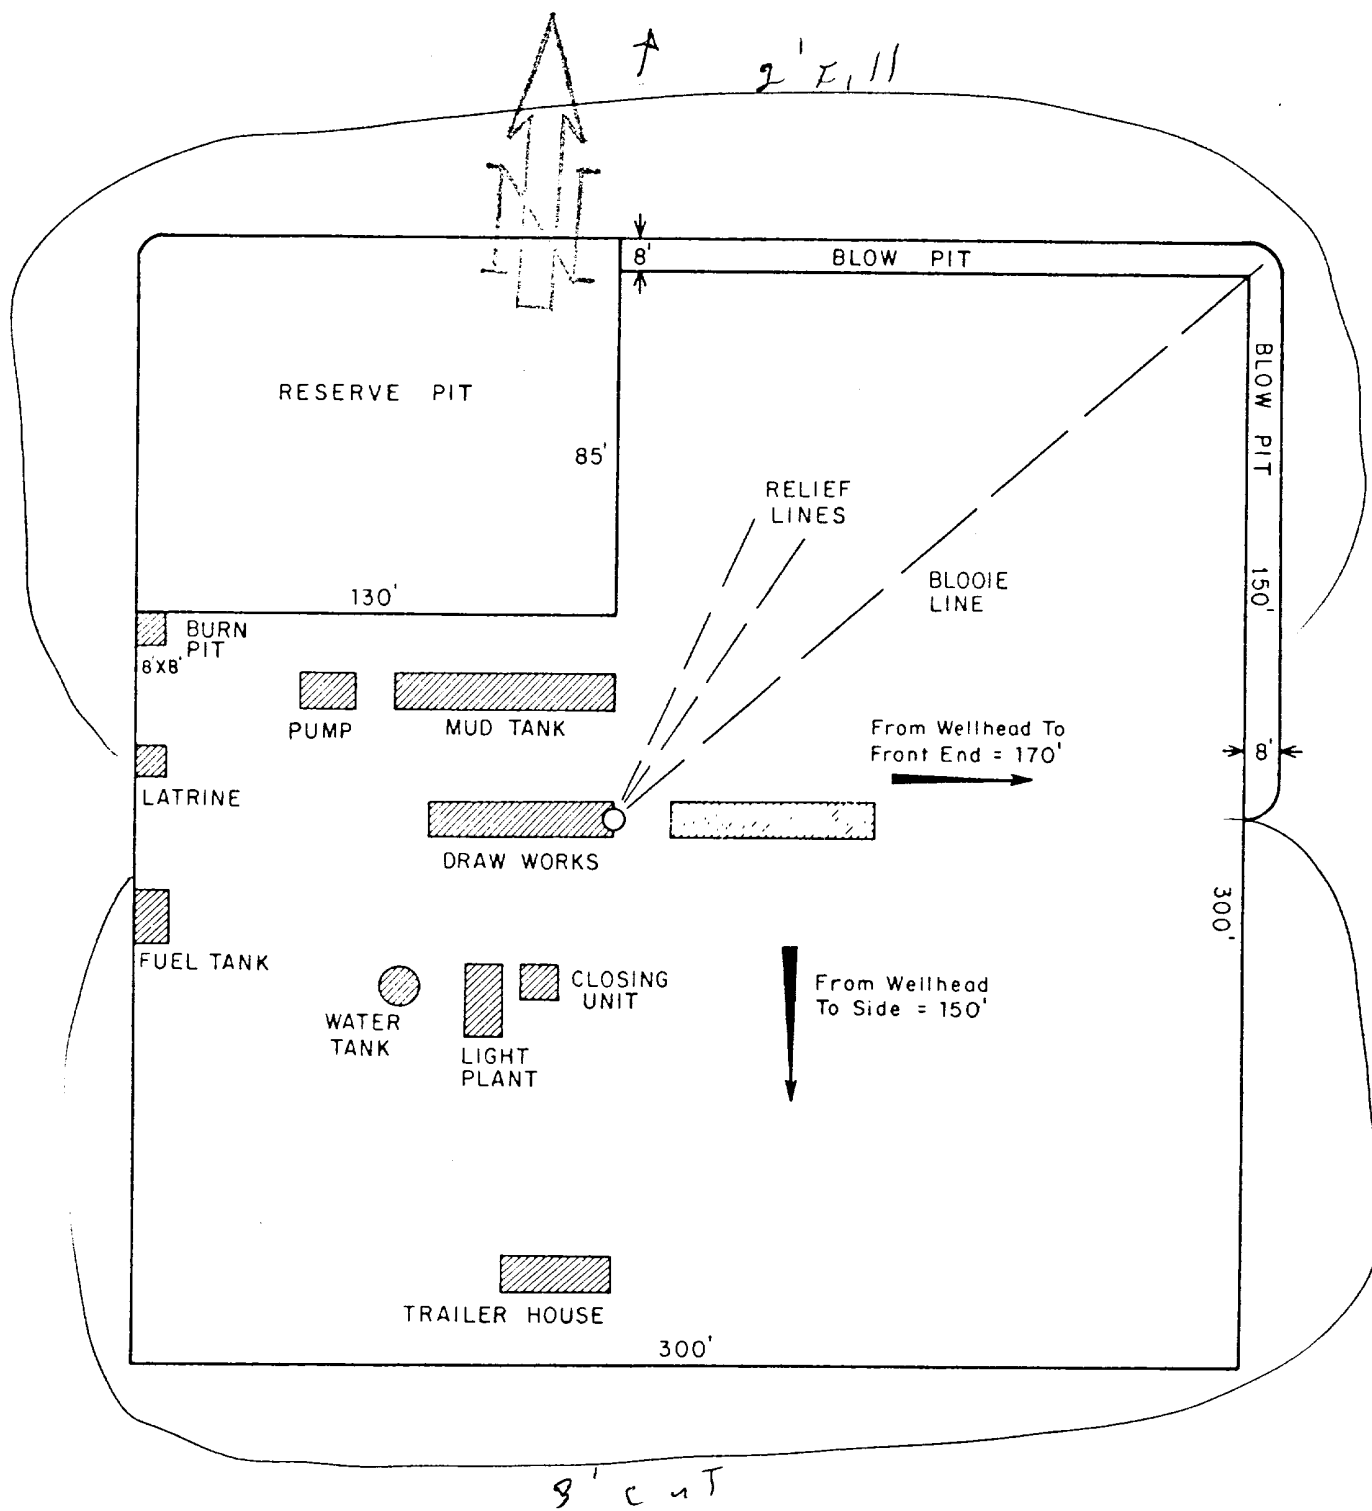 2' Fill
N
8'
BLOW PIT
BLOW PIT
RESERVE PIT
85'
RELIEF
LINES
130'
BLOOIE
LINE
150'
BURN
PIT
8'X8'
PUMP
MUD TANK
From Wellhead To
Front End = 170'
8'
LATRINE
DRAW WORKS
300'
FUEL TANK
CLOSING
UNIT
From Wellhead
To Side = 150'
WATER
TANK
LIGHT
PLANT
TRAILER HOUSE
300'
8' cut